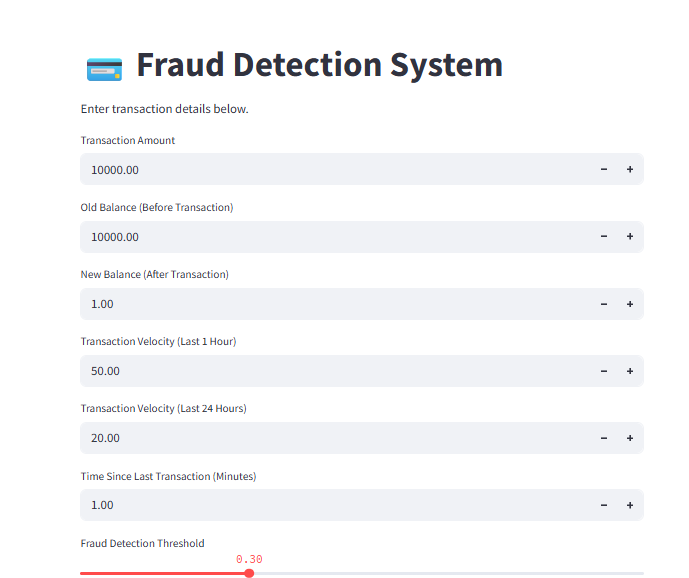 Fraud Detection System
Enter transaction details below.
Transaction Amount
10000.00 − +
Old Balance (Before Transaction)
10000.00 − +
New Balance (After Transaction)
1.00 − +
Transaction Velocity (Last 1 Hour)
50.00 − +
Transaction Velocity (Last 24 Hours)
20.00 − +
Time Since Last Transaction (Minutes)
1.00 − +
Fraud Detection Threshold
0.30